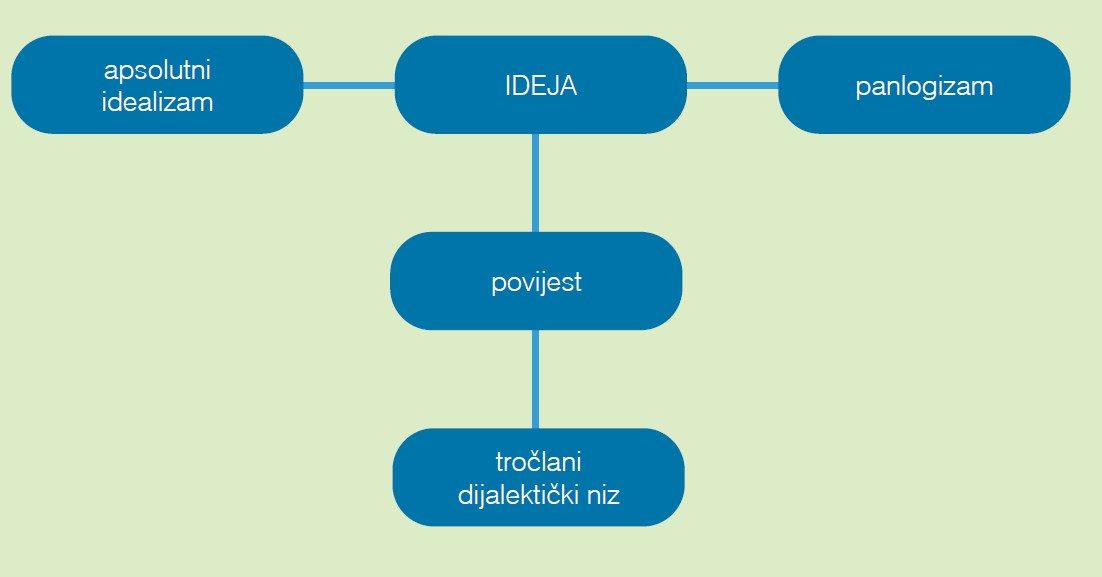 apsolutni
idealizam
IDEJA
panlogizam
povijest
tročlani
dijalektički niz